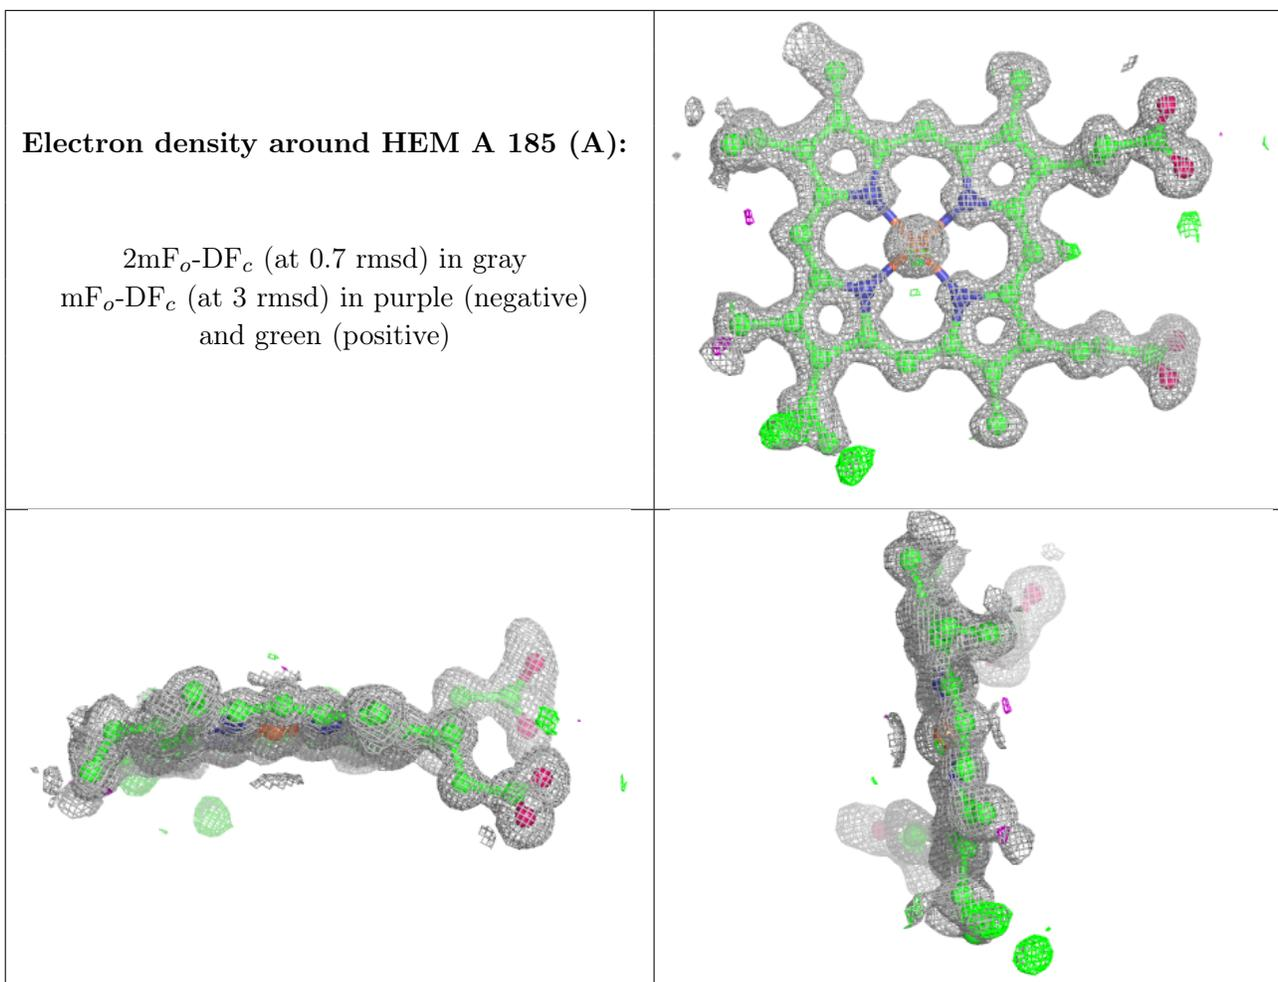 Electron density around HEM A 185 (A):
2mFo-DFc (at 0.7 rmsd) in gray
mFo-DFc (at 3 rmsd) in purple (negative)
and green (positive)